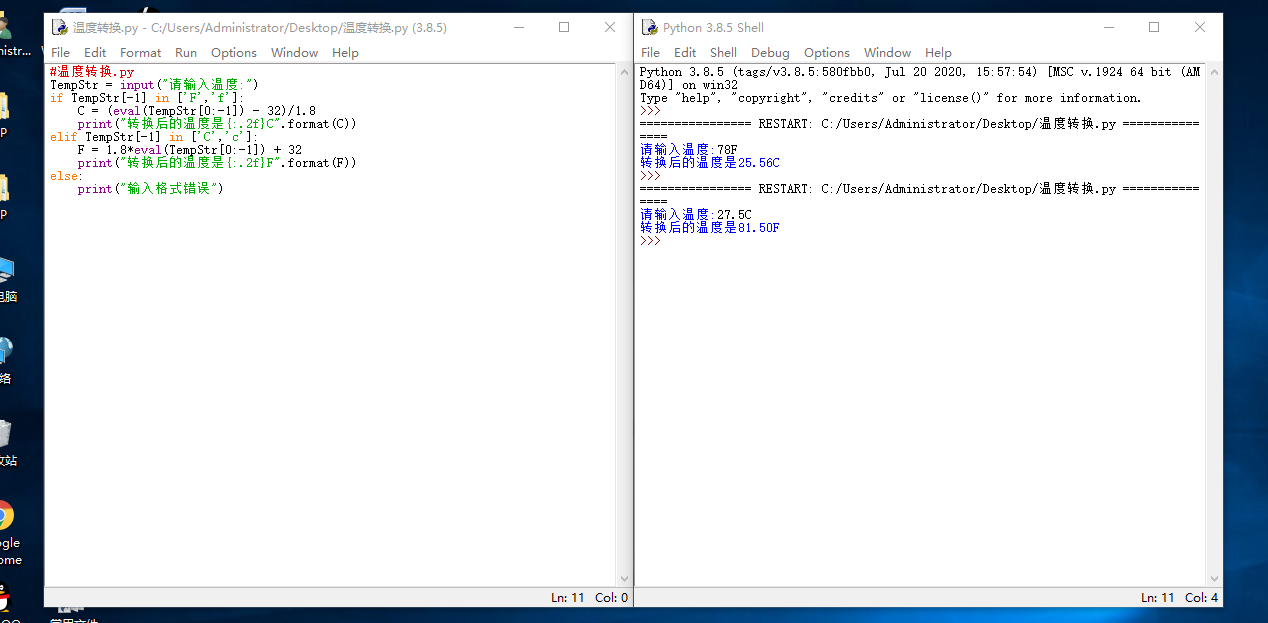 温度转换.py - C:/Users/Administrator/Desktop/温度转换.py (3.8.5)
File Edit Format Run Options Window Help
#温度转换.py
TempStr = input("请输入温度:")
if TempStr[-1] in ['F','f']:
    C = (eval(TempStr[0:-1]) - 32)/1.8
    print("转换后的温度是{:.2f}C".format(C))
elif TempStr[-1] in ['C','c']:
    F = 1.8*eval(TempStr[0:-1]) + 32
    print("转换后的温度是{:.2f}F".format(F))
else:
    print("输入格式错误")
Ln: 11 Col: 0
Python 3.8.5 Shell
File Edit Shell Debug Options Window Help
Python 3.8.5 (tags/v3.8.5:580fbb0, Jul 20 2020, 15:57:54) [MSC v.1924 64 bit (AM
D64)] on win32
Type "help", "copyright", "credits" or "license()" for more information.
>>>
================ RESTART: C:/Users/Administrator/Desktop/温度转换.py ===========
====
请输入温度:78F
转换后的温度是25.56C
>>>
================ RESTART: C:/Users/Administrator/Desktop/温度转换.py ===========
====
请输入温度:27.5C
转换后的温度是81.50F
>>>
Ln: 11 Col: 4
nistr...
P
P
电脑
络
收站
ogle
ome